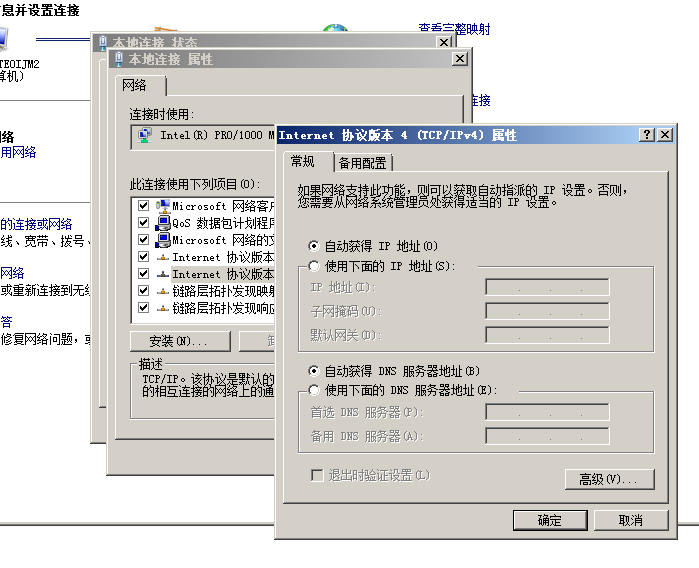 息并设置连接
查看完整映射
TEOIJM2
算机)
连接
络
用网络
的连接或网络
线、宽带、拨号、
网络
或重新连接到无线
答
修复网络问题，或
本地连接 状态
本地连接 属性
网络
连接时使用:
Intel(R) PRO/1000 M
此连接使用下列项目(O):
Microsoft 网络客户
QoS 数据包计划程序
Microsoft 网络的文
Internet 协议版本
Internet 协议版本
链路层拓扑发现映射
链路层拓扑发现响应
安装(N)...
卸
描述
TCP/IP。该协议是默认的
的相互连接的网络上的通
Internet 协议版本 4 (TCP/IPv4) 属性
常规
备用配置
如果网络支持此功能，则可以获取自动指派的 IP 设置。否则，
您需要从网络系统管理员处获得适当的 IP 设置。
自动获得 IP 地址(O)
使用下面的 IP 地址(S):
IP 地址(I):
子网掩码(U):
默认网关(D):
自动获得 DNS 服务器地址(B)
使用下面的 DNS 服务器地址(E):
首选 DNS 服务器(P):
备用 DNS 服务器(A):
退出时验证设置(L)
高级(V)...
确定
取消